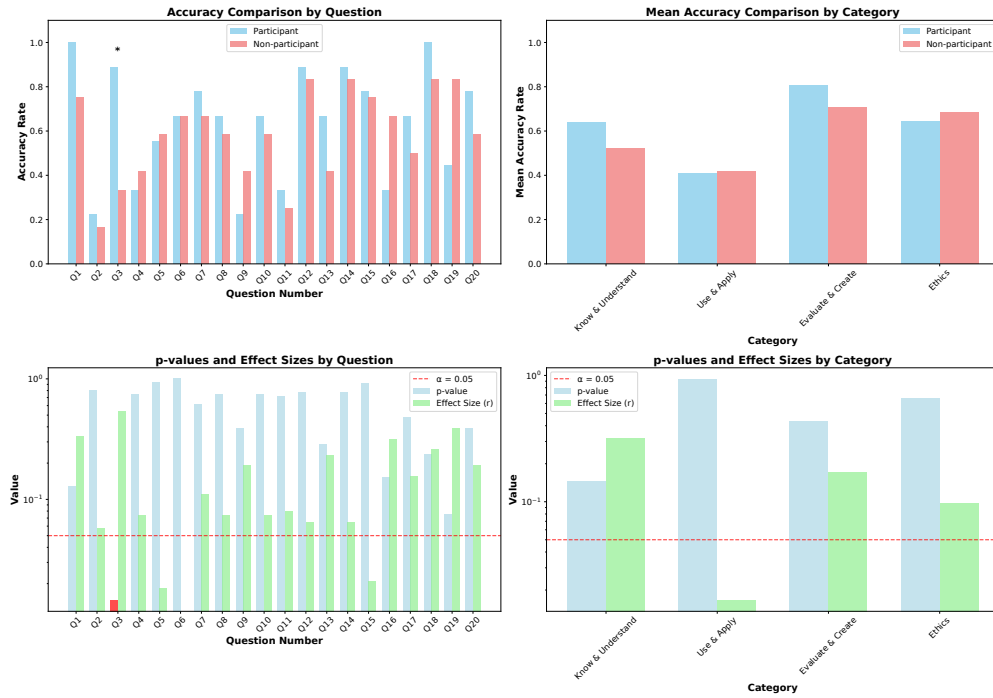 Accuracy Comparison by Question
Participant
Non-participant
*
Accuracy Rate
1.0
0.8
0.6
0.4
0.2
0.0
Q1 Q2 Q3 Q4 Q5 Q6 Q7 Q8 Q9 Q10 Q11 Q12 Q13 Q14 Q15 Q16 Q17 Q18 Q19 Q20
Question Number
Mean Accuracy Comparison by Category
Participant
Non-participant
Mean Accuracy Rate
1.0
0.8
0.6
0.4
0.2
0.0
Know & Understand
Use & Apply
Evaluate & Create
Ethics
Category
p-values and Effect Sizes by Question
α = 0.05
p-value
Effect Size (r)
Value
10⁰
10⁻¹
Q1 Q2 Q3 Q4 Q5 Q6 Q7 Q8 Q9 Q10 Q11 Q12 Q13 Q14 Q15 Q16 Q17 Q18 Q19 Q20
Question Number
p-values and Effect Sizes by Category
α = 0.05
p-value
Effect Size (r)
Value
10⁰
10⁻¹
Know & Understand
Use & Apply
Evaluate & Create
Ethics
Category